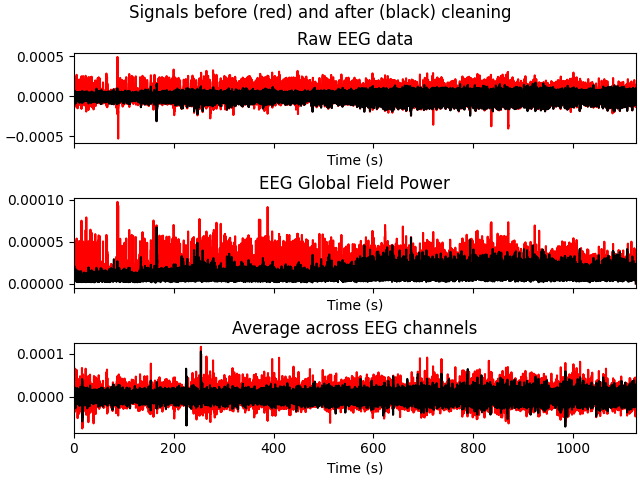 Signals before (red) and after (black) cleaning
Raw EEG data
0.0005
0.0000
−0.0005
Time (s)
EEG Global Field Power
0.00010
0.00005
0.00000
Time (s)
Average across EEG channels
0.0001
0.0000
0 200 400 600 800 1000
Time (s)